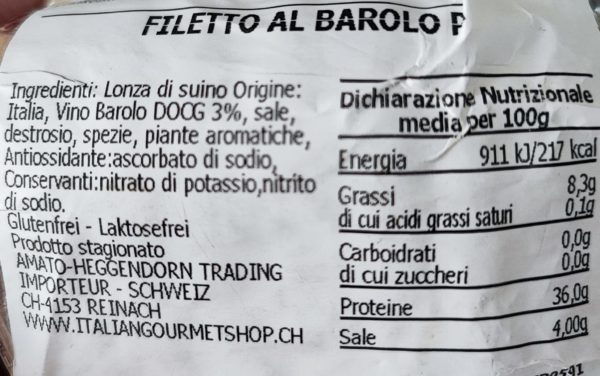 FILETTO AL BAROLO P
Ingredienti: Lonza di suino Origine:
Italia, Vino Barolo DOCG 3%, sale,
destrosio, spezie, piante aromatiche,
Antiossidante:ascorbato di sodio,
Conservanti:nitrato di potassio,nitrito
di sodio.
Glutenfrei - Laktosefrei
Prodotto stagionato
AMATO-HEGGENDORN TRADING
IMPORTEUR - SCHWEIZ
CH-4153 REINACH
WWW.ITALIANGOURMETSHOP.CH
Dichiarazione Nutrizionale
media per 100g
Energia 911 kJ/217 kcal
Grassi 8,3g
di cui acidi grassi saturi 0,1g
Carboidrati 0,0g
di cui zuccheri 0,0g
Proteine 36,0g
Sale 4,00g